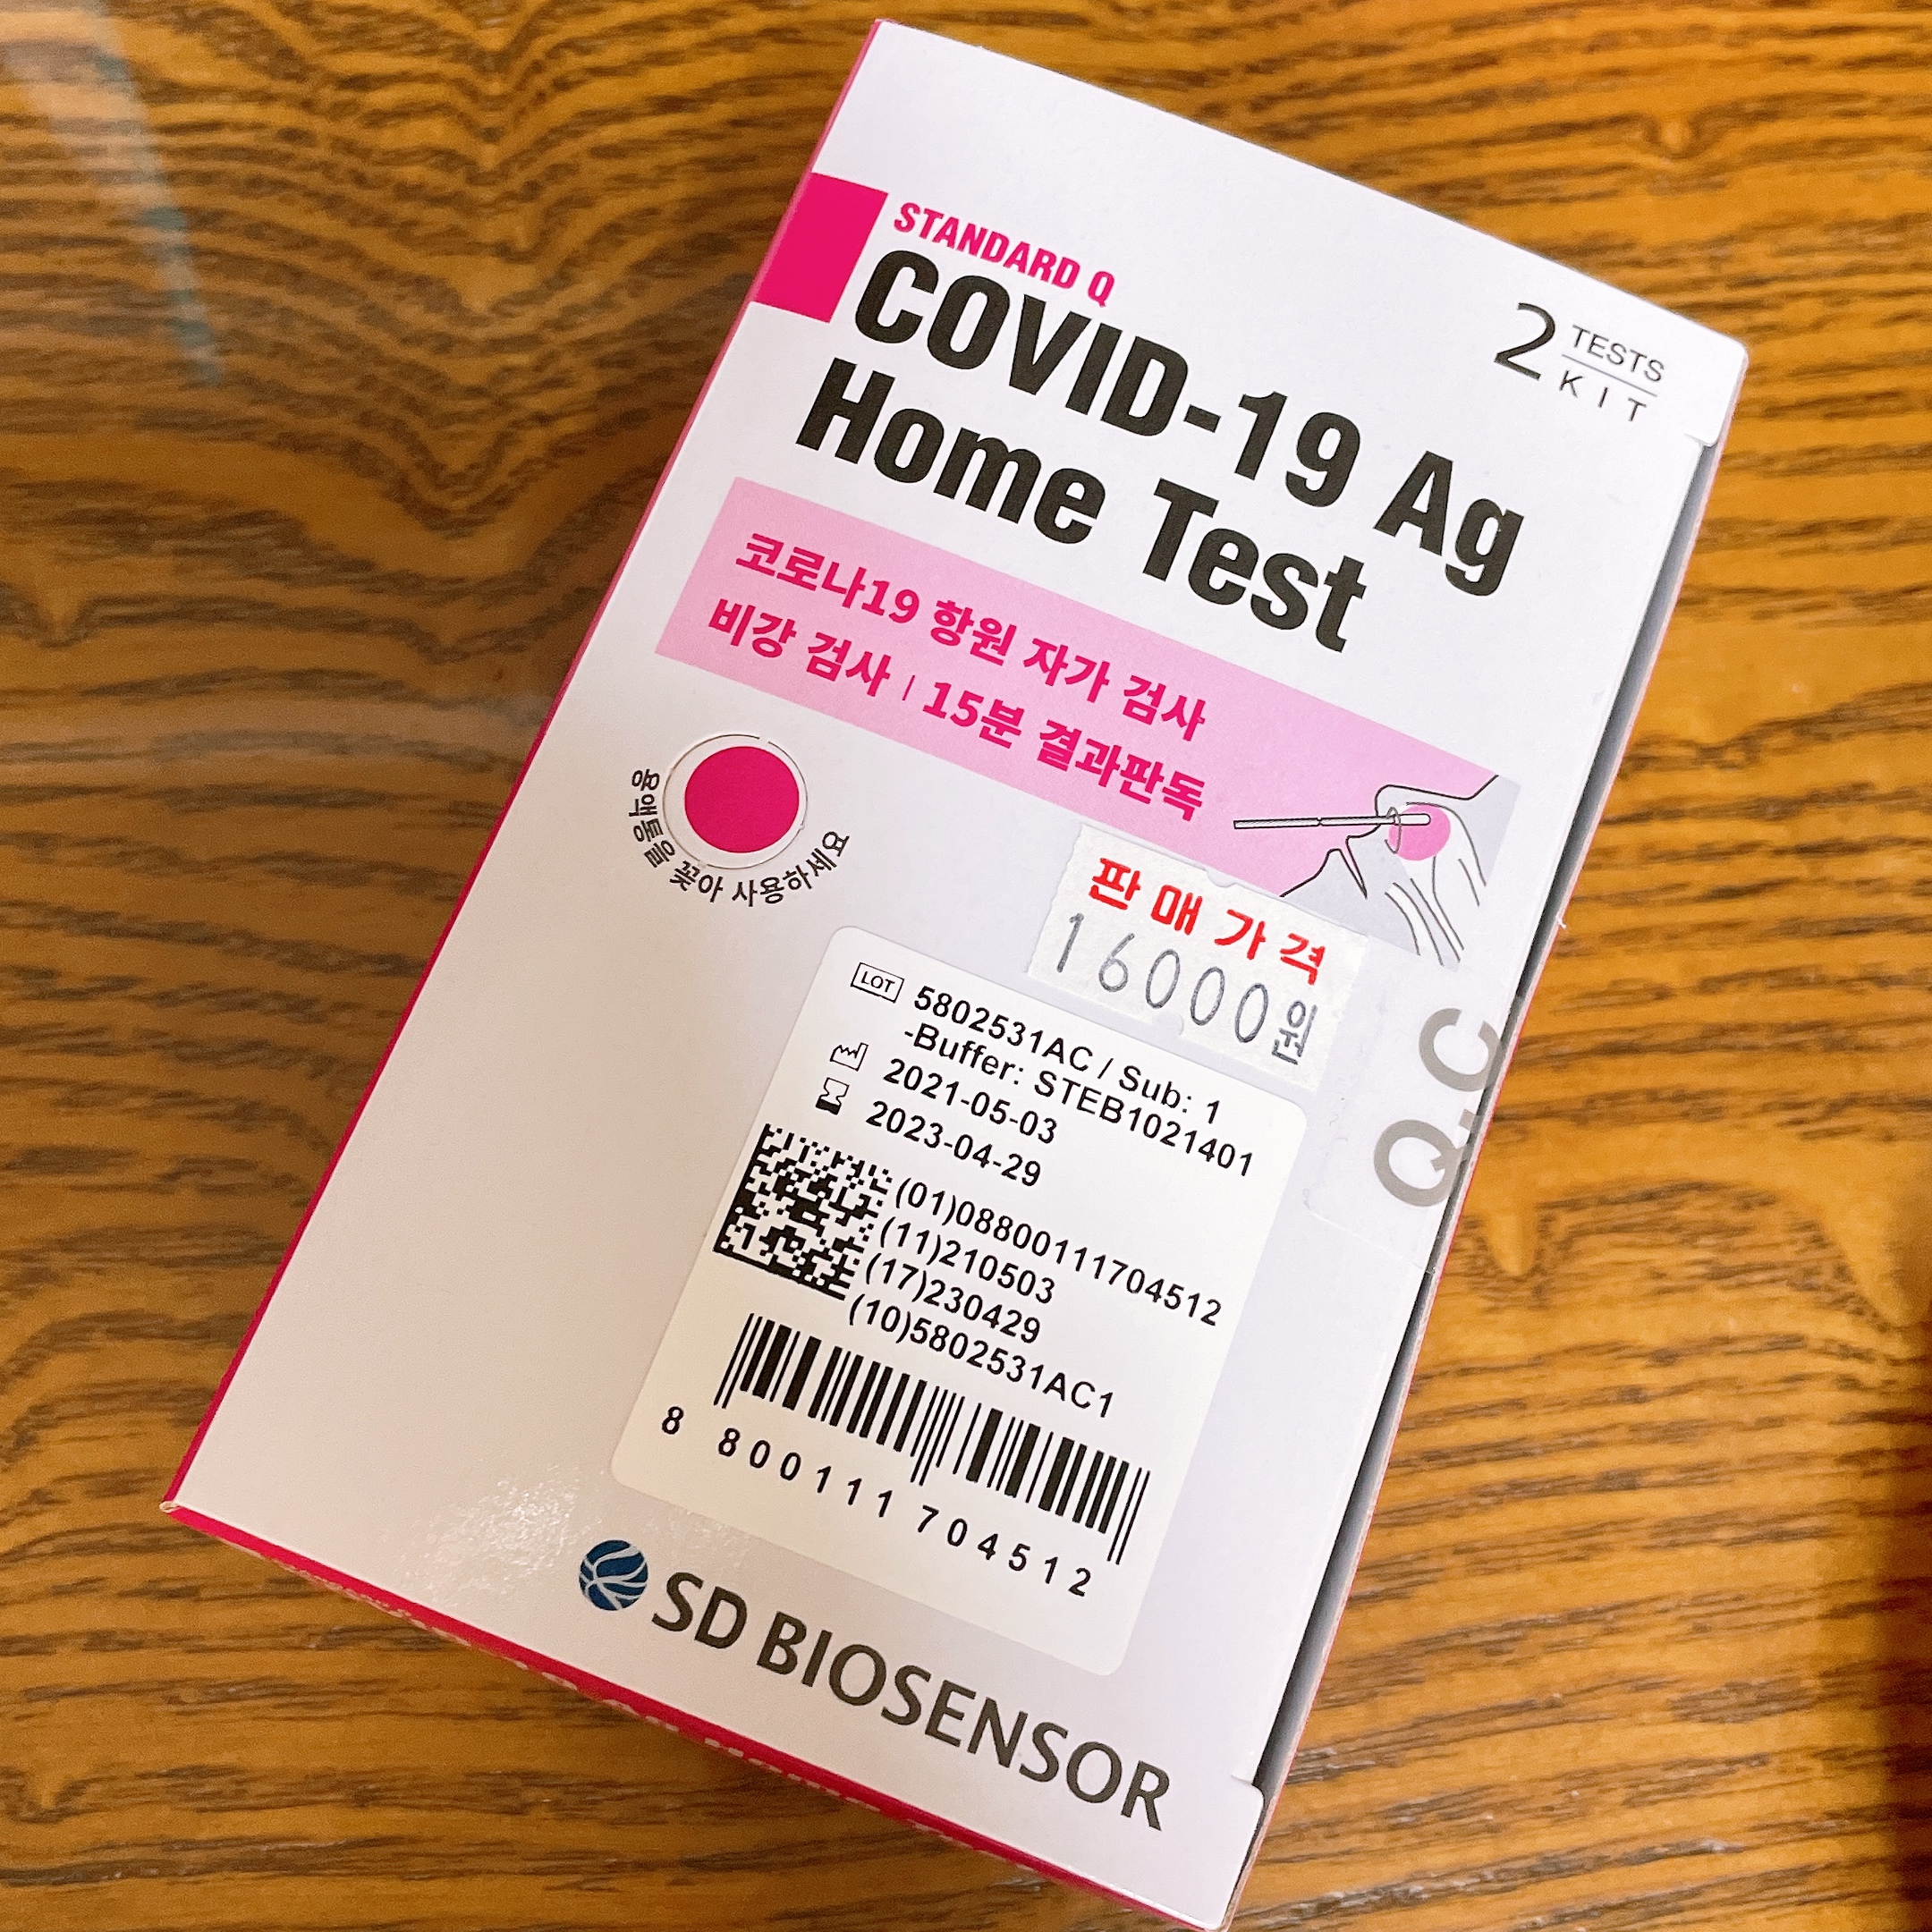 STANDARD Q
COVID-19 Ag
Home Test
2 TESTS
KIT
코로나19 항원 자가 검사
비강 검사 | 15분 결과판독
용액통을 꽂아 사용하세요
판매가격
16000원
QC
LOT 5802531AC / Sub: 1
-Buffer: STEB1021401
2021-05-03
2023-04-29
(01)08800111704512
(11)210503
(17)230429
(10)5802531AC1
8 800111 704512
SD BIOSENSOR